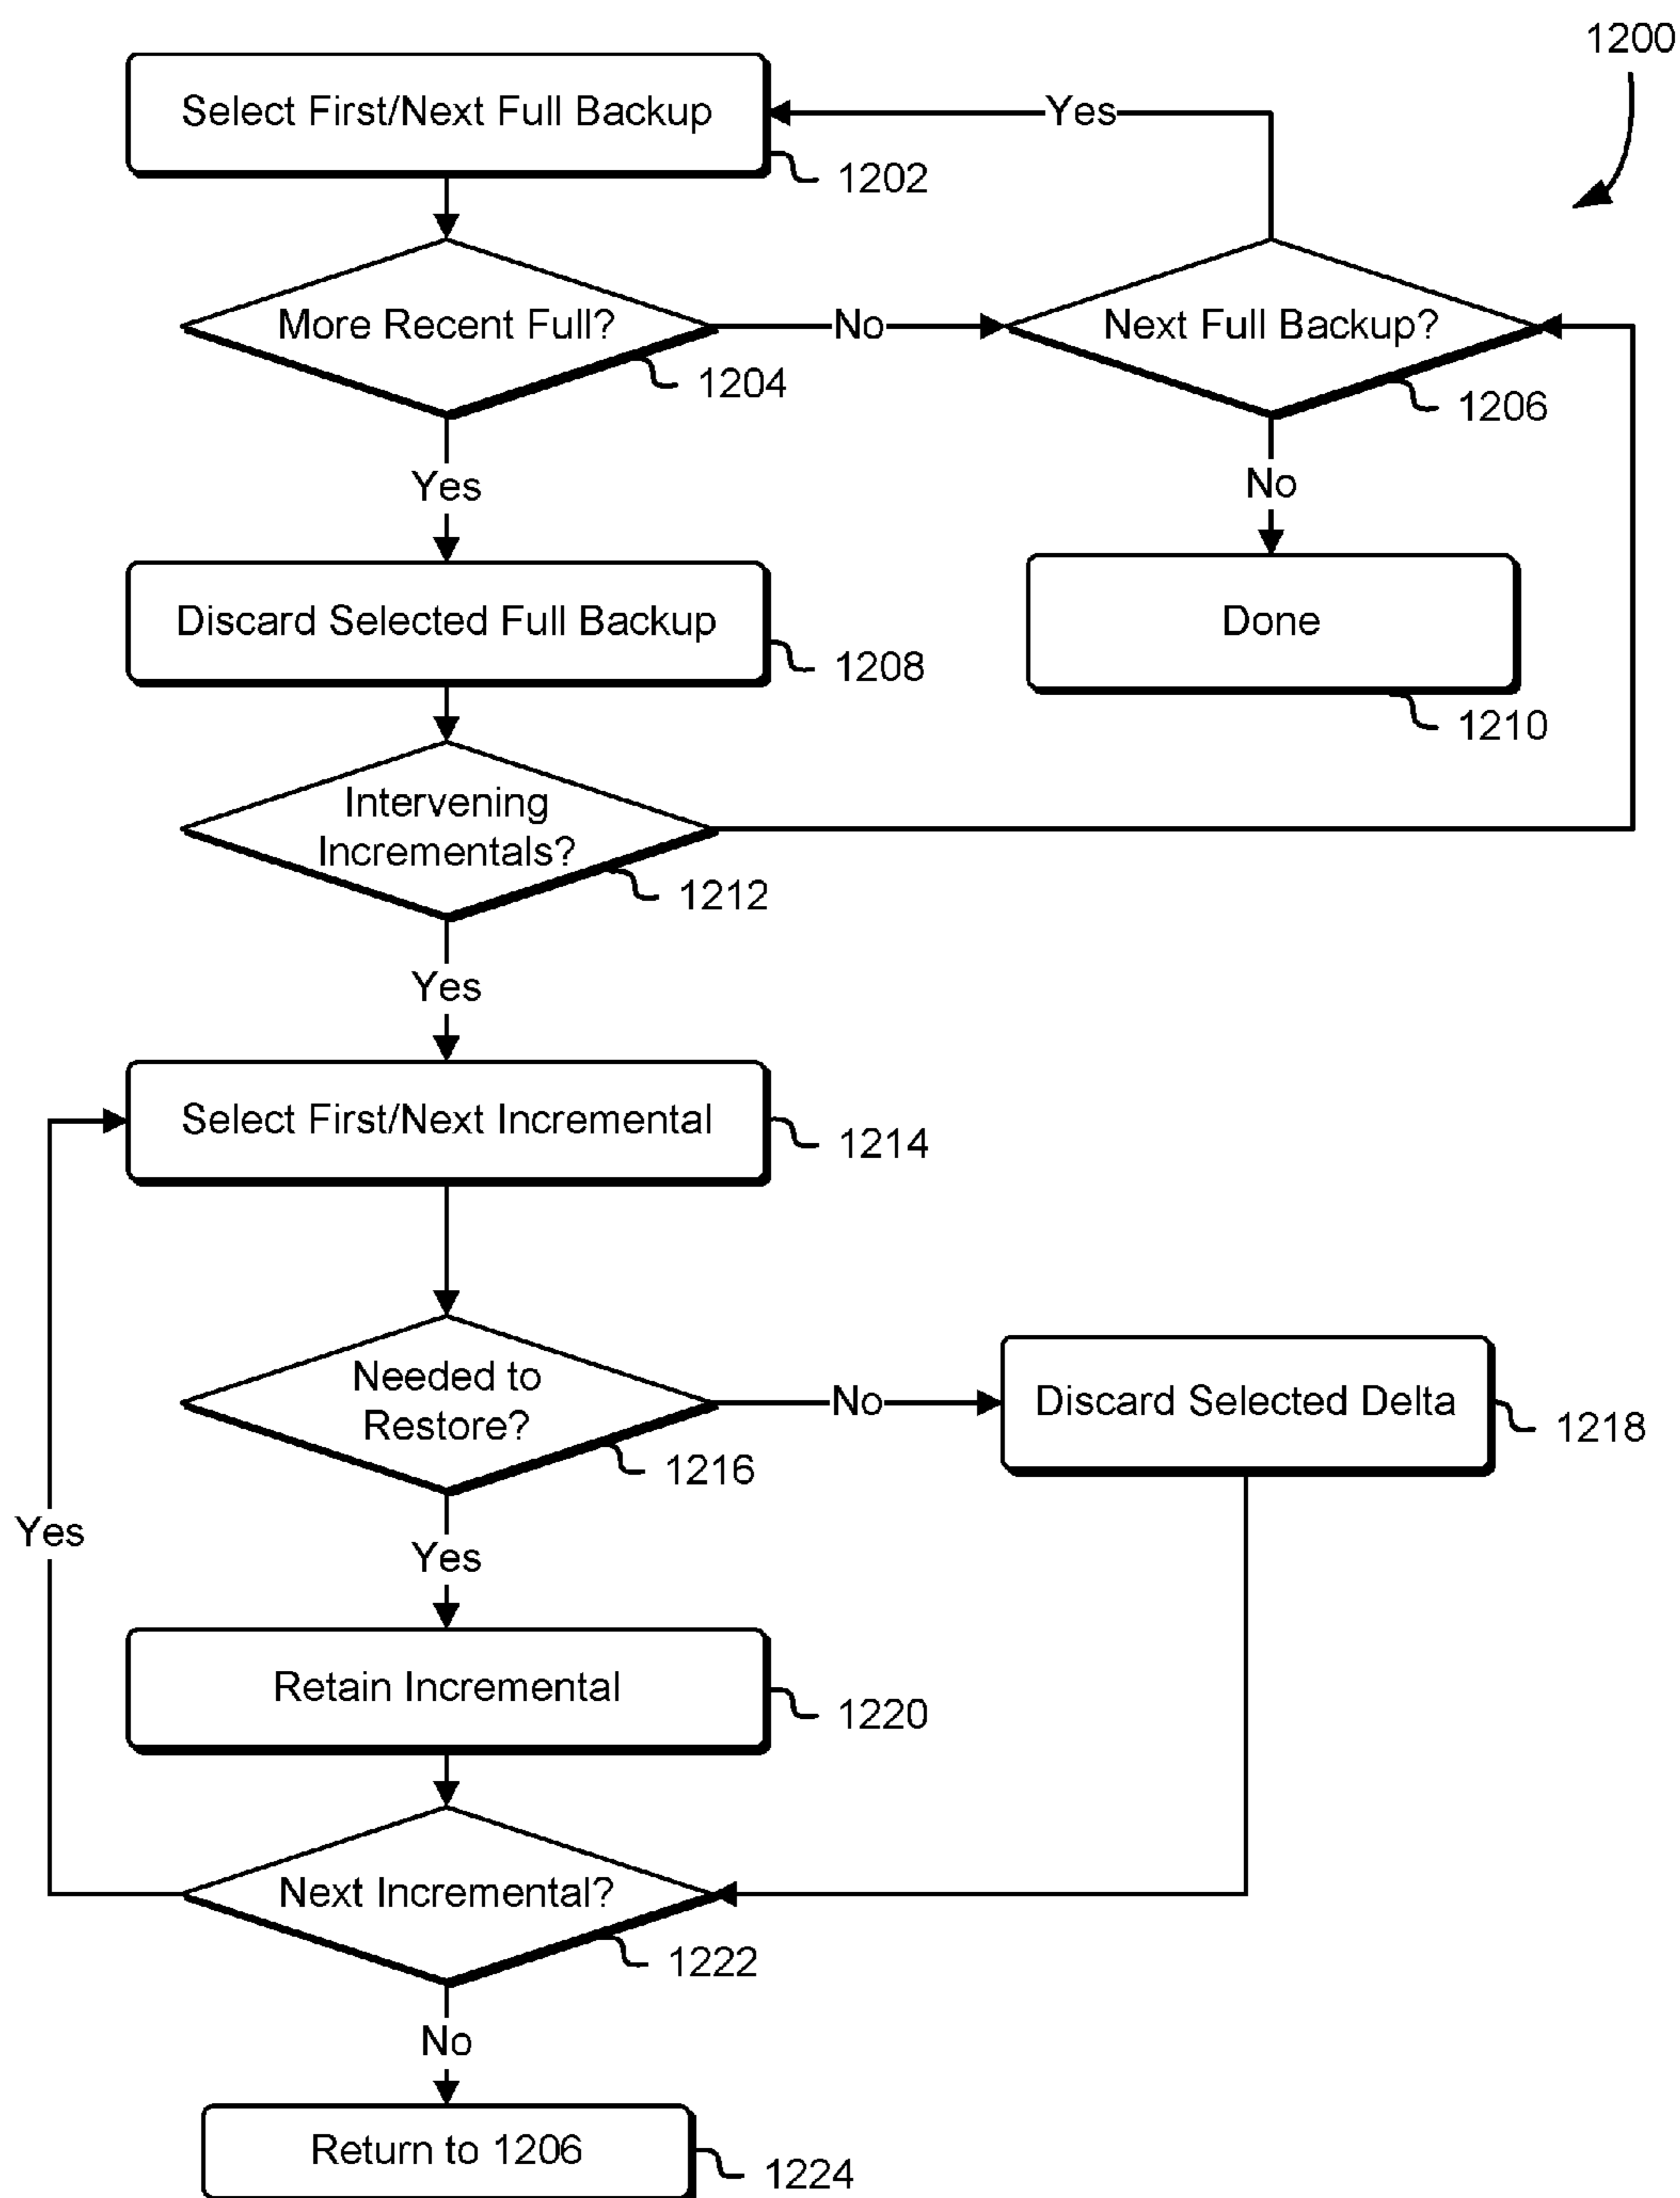 1200
Select First/Next Full Backup
1202
Yes
More Recent Full?
1204
No
Next Full Backup?
1206
Yes
No
Discard Selected Full Backup
1208
Done
1210
Intervening
Incrementals?
1212
Yes
Select First/Next Incremental
1214
Needed to
Restore?
1216
No
Discard Selected Delta
1218
Yes
Yes
Retain Incremental
1220
Next Incremental?
1222
No
Return to 1206
1224